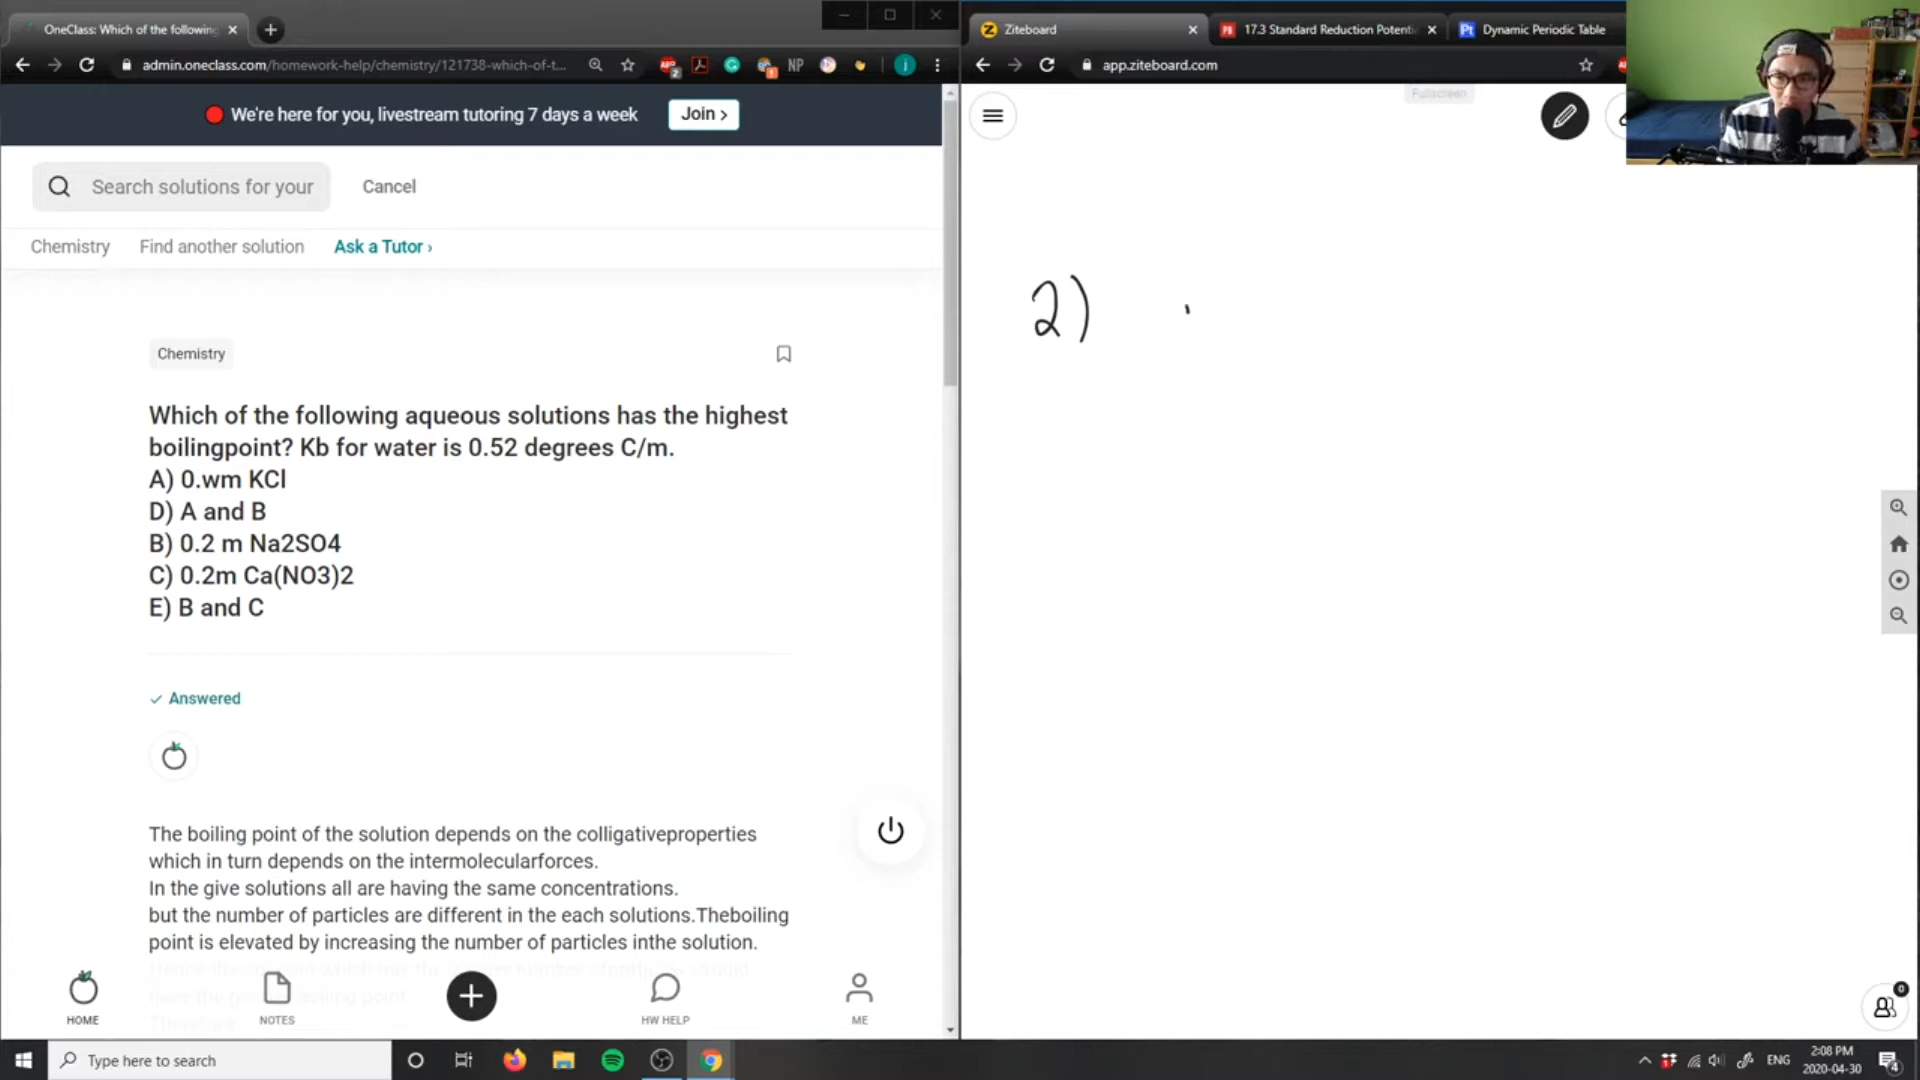 OneClass: Which of the following
admin.oneclass.com/homework-help/chemistry/121738-which-of-t...
2
NP
j
We're here for you, livestream tutoring 7 days a week
Join >
Search solutions for your
Cancel
Chemistry
Find another solution
Ask a Tutor ›
Chemistry
Which of the following aqueous solutions has the highest
boilingpoint? Kb for water is 0.52 degrees C/m.
A) 0.wm KCl
D) A and B
B) 0.2 m Na2SO4
C) 0.2m Ca(NO3)2
E) B and C
Answered
The boiling point of the solution depends on the colligativeproperties
which in turn depends on the intermolecularforces.
In the give solutions all are having the same concentrations.
but the number of particles are different in the each solutions.Theboiling
point is elevated by increasing the number of particles inthe solution.
HOME
NOTES
HW HELP
ME
Ziteboard
17.3 Standard Reduction Potenti
Pt
Dynamic Periodic Table
app.ziteboard.com
Fullscreen
2)
0
Type here to search
ENG
2:08 PM
2020-04-30
4